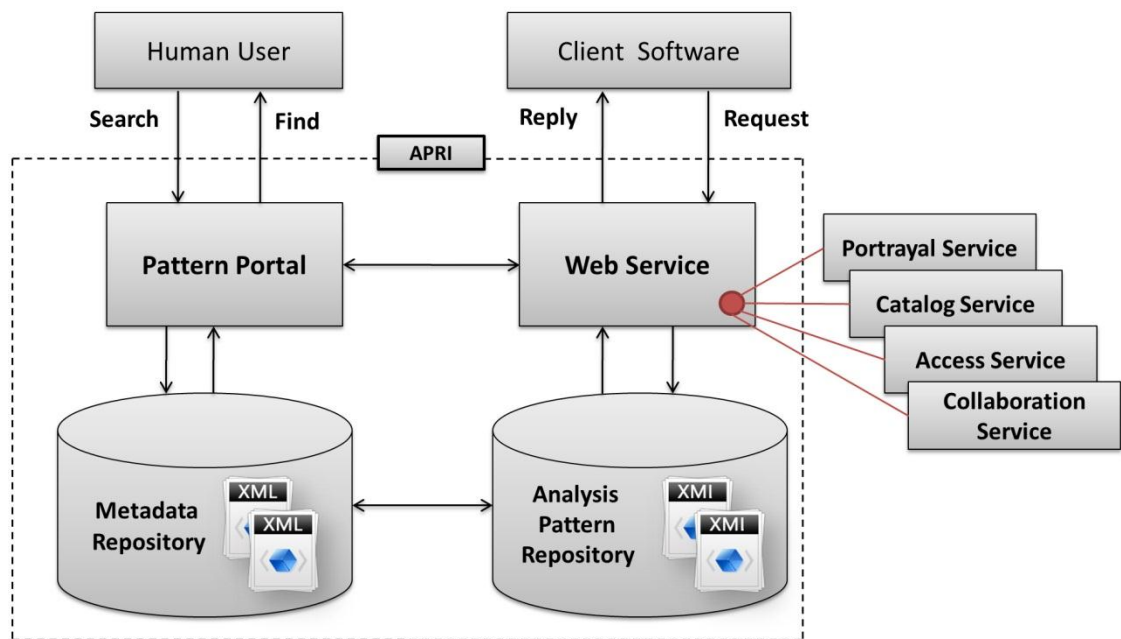 Human User
Client Software
Search
Find
Reply
Request
APRI
Pattern Portal
Web Service
Portrayal Service
Catalog Service
Access Service
Collaboration
Service
Metadata
Repository
XML
XML
Analysis
Pattern
Repository
XMI
XMI